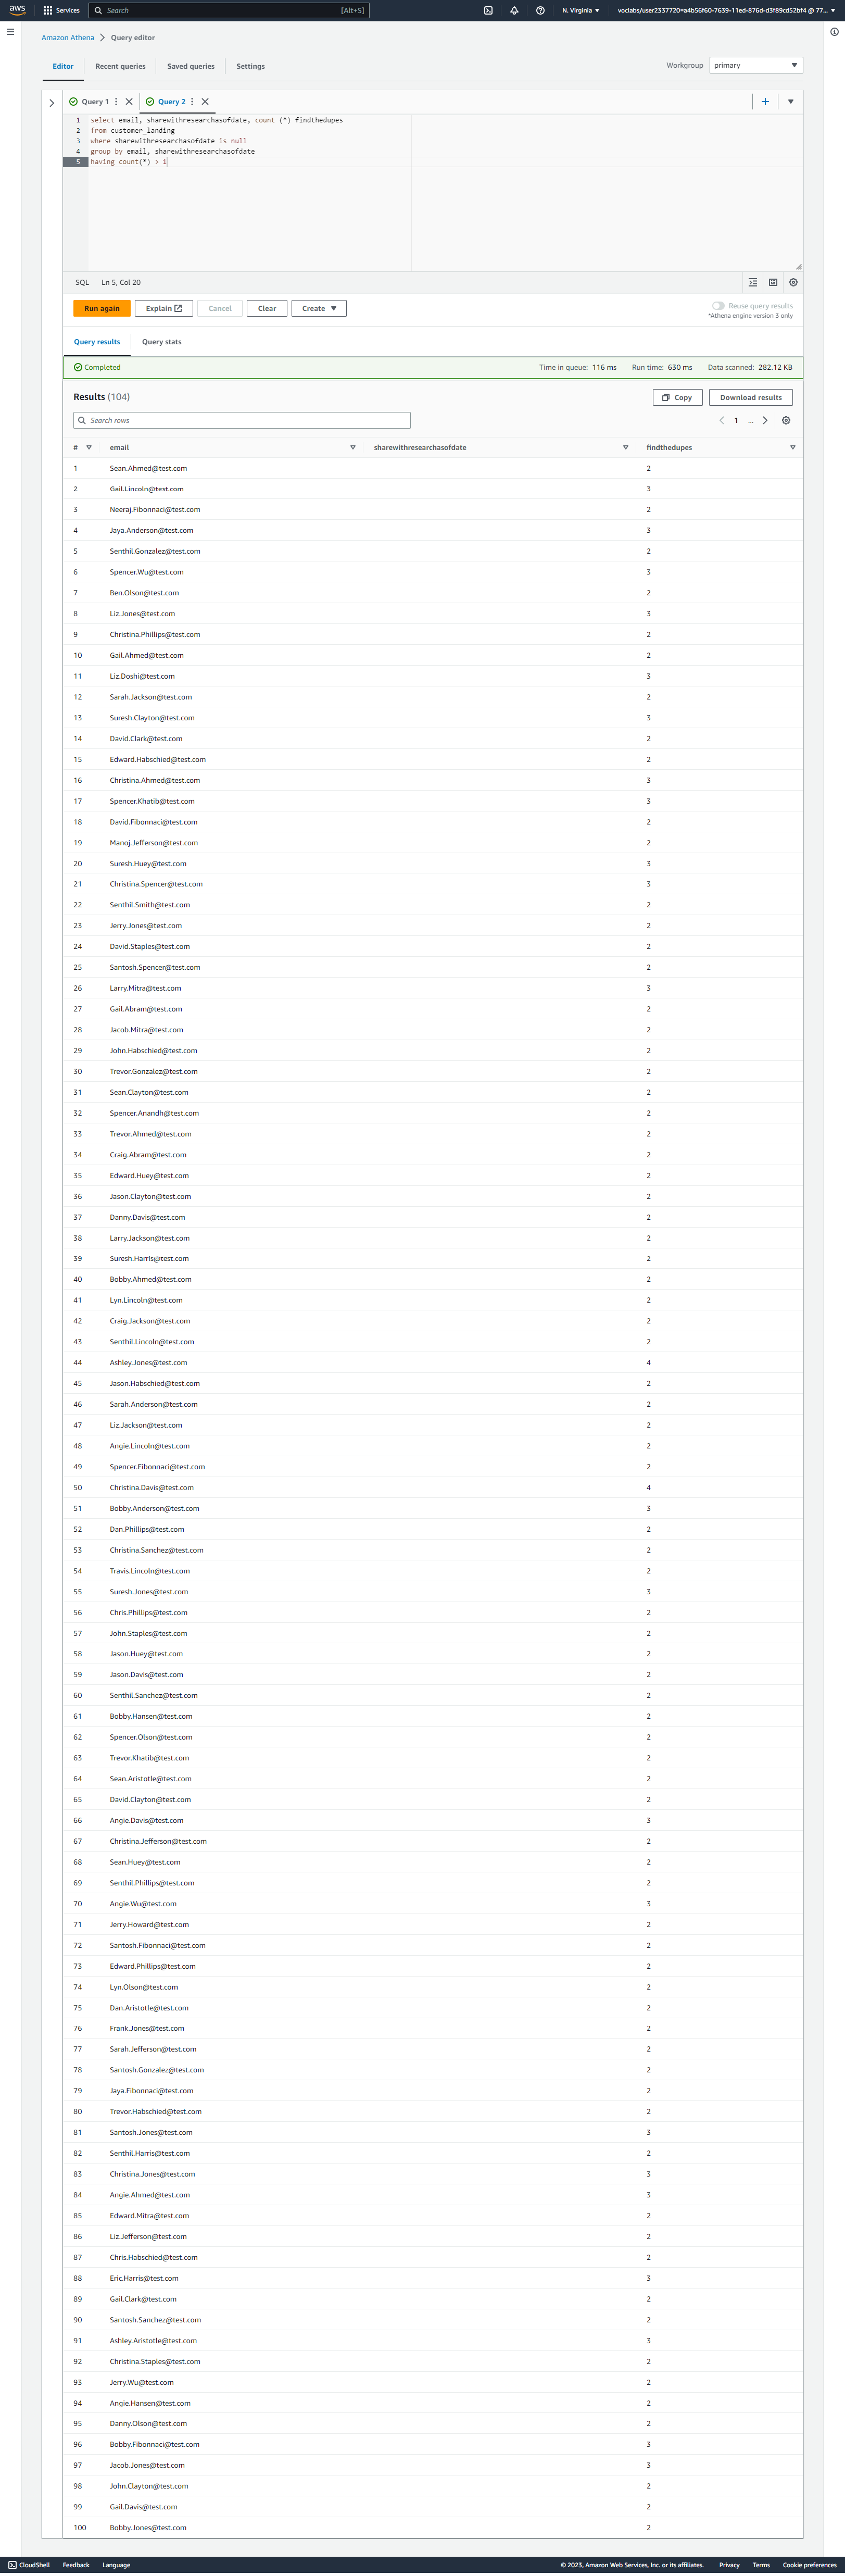 aws Services Search [Alt+S] N. Virginia ▼ voclabs/user2337720=a4b56f60-7639-11ed-876d-d3f89cd52bf4 @ 77... ▼
Amazon Athena > Query editor
Editor Recent queries Saved queries Settings Workgroup primary
Query 1 Query 2
1 select email, sharewithresearchasofdate, count (*) findthedupes
2 from customer_landing
3 where sharewithresearchasofdate is null
4 group by email, sharewithresearchasofdate
5 having count(*) > 1
SQL Ln 5, Col 20
Run again Explain Cancel Clear Create Reuse query results
*Athena engine version 3 only
Query results Query stats
Completed Time in queue: 116 ms Run time: 630 ms Data scanned: 282.12 KB
Results (104) Copy Download results
Search rows 1 ...
# email sharewithresearchasofdate findthedupes
1 Sean.Ahmed@test.com 2
2 Gail.Lincoln@test.com 3
3 Neeraj.Fibonnaci@test.com 2
4 Jaya.Anderson@test.com 3
5 Senthil.Gonzalez@test.com 2
6 Spencer.Wu@test.com 3
7 Ben.Olson@test.com 2
8 Liz.Jones@test.com 3
9 Christina.Phillips@test.com 2
10 Gail.Ahmed@test.com 2
11 Liz.Doshi@test.com 3
12 Sarah.Jackson@test.com 2
13 Suresh.Clayton@test.com 3
14 David.Clark@test.com 2
15 Edward.Habschied@test.com 2
16 Christina.Ahmed@test.com 3
17 Spencer.Khatib@test.com 3
18 David.Fibonnaci@test.com 2
19 Manoj.Jefferson@test.com 2
20 Suresh.Huey@test.com 3
21 Christina.Spencer@test.com 3
22 Senthil.Smith@test.com 2
23 Jerry.Jones@test.com 2
24 David.Staples@test.com 2
25 Santosh.Spencer@test.com 2
26 Larry.Mitra@test.com 3
27 Gail.Abram@test.com 2
28 Jacob.Mitra@test.com 2
29 John.Habschied@test.com 2
30 Trevor.Gonzalez@test.com 2
31 Sean.Clayton@test.com 2
32 Spencer.Anandh@test.com 2
33 Trevor.Ahmed@test.com 2
34 Craig.Abram@test.com 2
35 Edward.Huey@test.com 2
36 Jason.Clayton@test.com 2
37 Danny.Davis@test.com 2
38 Larry.Jackson@test.com 2
39 Suresh.Harris@test.com 2
40 Bobby.Ahmed@test.com 2
41 Lyn.Lincoln@test.com 2
42 Craig.Jackson@test.com 2
43 Senthil.Lincoln@test.com 2
44 Ashley.Jones@test.com 4
45 Jason.Habschied@test.com 2
46 Sarah.Anderson@test.com 2
47 Liz.Jackson@test.com 2
48 Angie.Lincoln@test.com 2
49 Spencer.Fibonnaci@test.com 2
50 Christina.Davis@test.com 4
51 Bobby.Anderson@test.com 3
52 Dan.Phillips@test.com 2
53 Christina.Sanchez@test.com 2
54 Travis.Lincoln@test.com 2
55 Suresh.Jones@test.com 3
56 Chris.Phillips@test.com 2
57 John.Staples@test.com 2
58 Jason.Huey@test.com 2
59 Jason.Davis@test.com 2
60 Senthil.Sanchez@test.com 2
61 Bobby.Hansen@test.com 2
62 Spencer.Olson@test.com 2
63 Trevor.Khatib@test.com 2
64 Sean.Aristotle@test.com 2
65 David.Clayton@test.com 2
66 Angie.Davis@test.com 3
67 Christina.Jefferson@test.com 2
68 Sean.Huey@test.com 2
69 Senthil.Phillips@test.com 2
70 Angie.Wu@test.com 3
71 Jerry.Howard@test.com 2
72 Santosh.Fibonnaci@test.com 2
73 Edward.Phillips@test.com 2
74 Lyn.Olson@test.com 2
75 Dan.Aristotle@test.com 2
76 Frank.Jones@test.com 2
77 Sarah.Jefferson@test.com 2
78 Santosh.Gonzalez@test.com 2
79 Jaya.Fibonnaci@test.com 2
80 Trevor.Habschied@test.com 2
81 Santosh.Jones@test.com 3
82 Senthil.Harris@test.com 2
83 Christina.Jones@test.com 3
84 Angie.Ahmed@test.com 3
85 Edward.Mitra@test.com 2
86 Liz.Jefferson@test.com 2
87 Chris.Habschied@test.com 2
88 Eric.Harris@test.com 3
89 Gail.Clark@test.com 2
90 Santosh.Sanchez@test.com 2
91 Ashley.Aristotle@test.com 3
92 Christina.Staples@test.com 2
93 Jerry.Wu@test.com 2
94 Angie.Hansen@test.com 2
95 Danny.Olson@test.com 2
96 Bobby.Fibonnaci@test.com 3
97 Jacob.Jones@test.com 3
98 John.Clayton@test.com 2
99 Gail.Davis@test.com 2
100 Bobby.Jones@test.com 2
CloudShell Feedback Language © 2023, Amazon Web Services, Inc. or its affiliates. Privacy Terms Cookie preferences